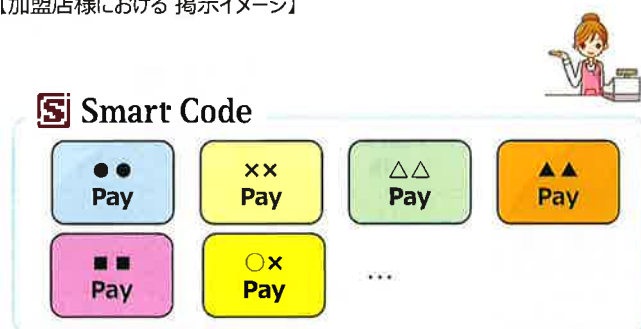 【加盟店様における 掲示イメージ】
Smart Code
●● Pay
×× Pay
△△ Pay
▲▲ Pay
■■ Pay
○× Pay
...